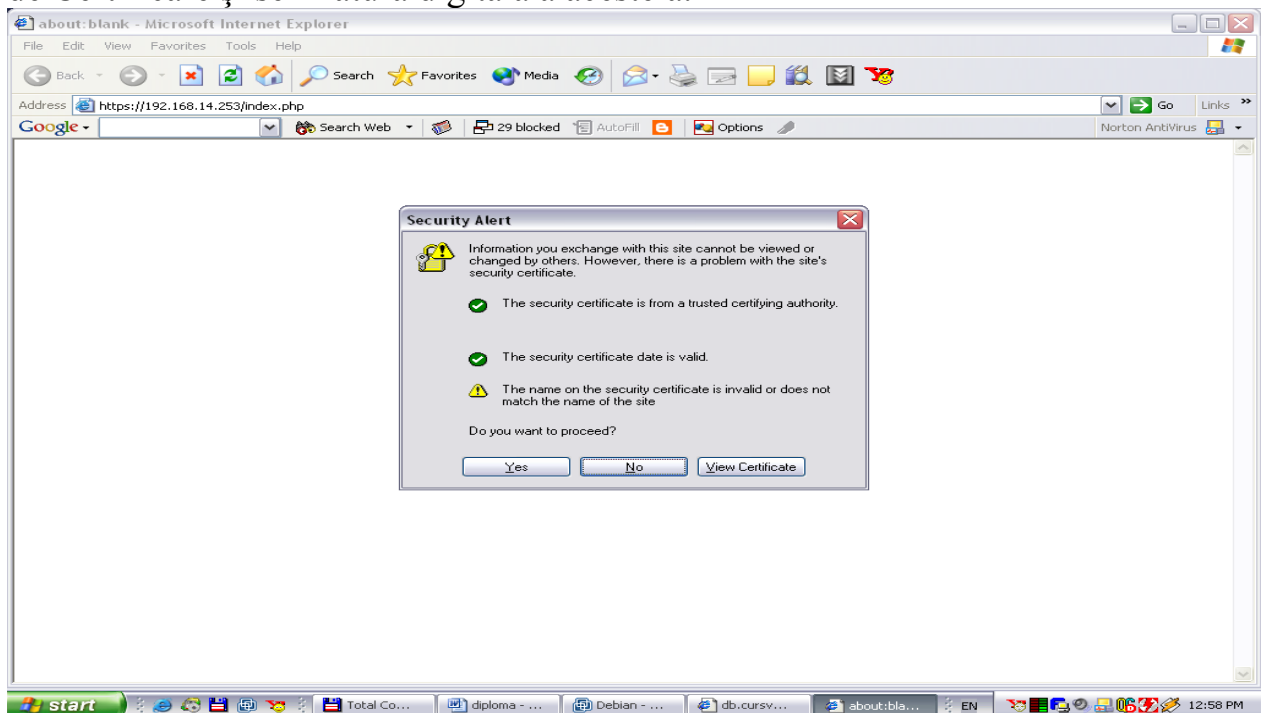 about:blank - Microsoft Internet Explorer
File Edit View Favorites Tools Help
Back Search Favorites Media
Address https://192.168.14.253/index.php Go Links »
Google Search Web 29 blocked AutoFill Options Norton AntiVirus
Security Alert
Information you exchange with this site cannot be viewed or
changed by others. However, there is a problem with the site's
security certificate.
The security certificate is from a trusted certifying authority.
The security certificate date is valid.
The name on the security certificate is invalid or does not
match the name of the site
Do you want to proceed?
Yes No View Certificate
start Total Co... diploma - ... Debian - ... db.cursv... about:bla... EN 12:58 PM